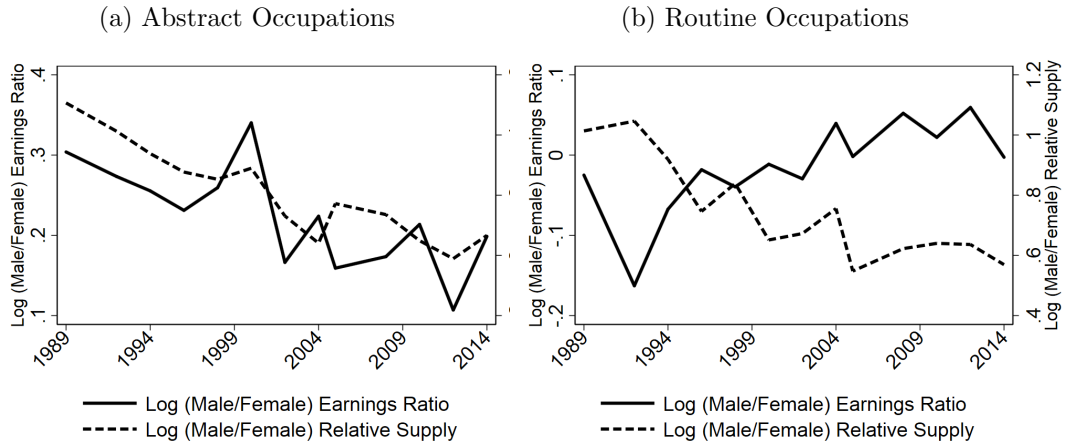 (a) Abstract Occupations
Log (Male/Female) Earnings Ratio
.4
.3
.2
.1
1989
1994
1999
2004
2009
2014
Log (Male/Female) Earnings Ratio
Log (Male/Female) Relative Supply
(b) Routine Occupations
Log (Male/Female) Earnings Ratio
.1
0
-.1
-.2
1.2
1
.8
.6
.4
Log (Male/Female) Relative Supply
1989
1994
1999
2004
2009
2014
Log (Male/Female) Earnings Ratio
Log (Male/Female) Relative Supply